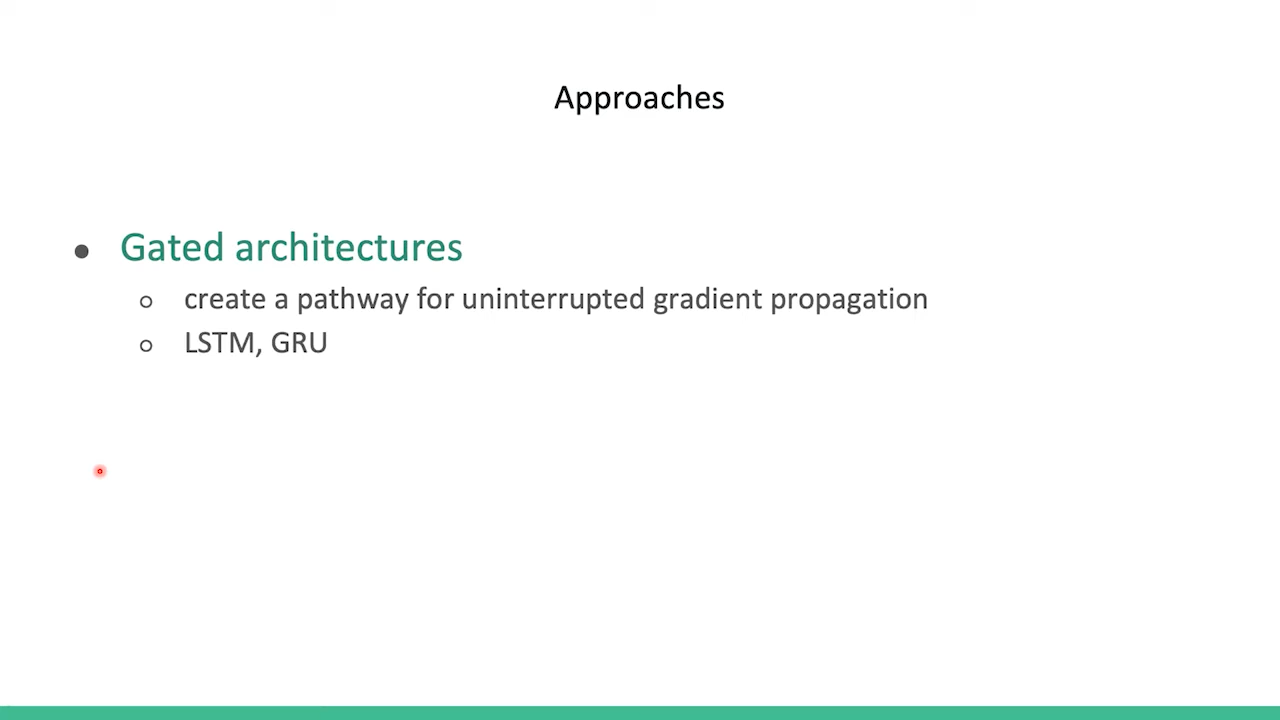 Approaches
● Gated architectures
○ create a pathway for uninterrupted gradient propagation
○ LSTM, GRU